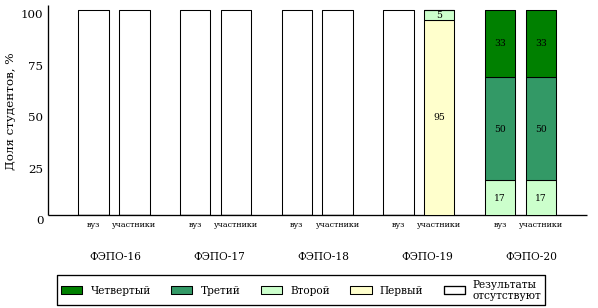 Доля студентов, %
100
75
50
25
0
5
95
33
50
17
33
50
17
вуз участники вуз участники вуз участники вуз участники вуз участники
ФЭПО-16 ФЭПО-17 ФЭПО-18 ФЭПО-19 ФЭПО-20
Четвертый Третий Второй Первый Результаты
отсутствуют